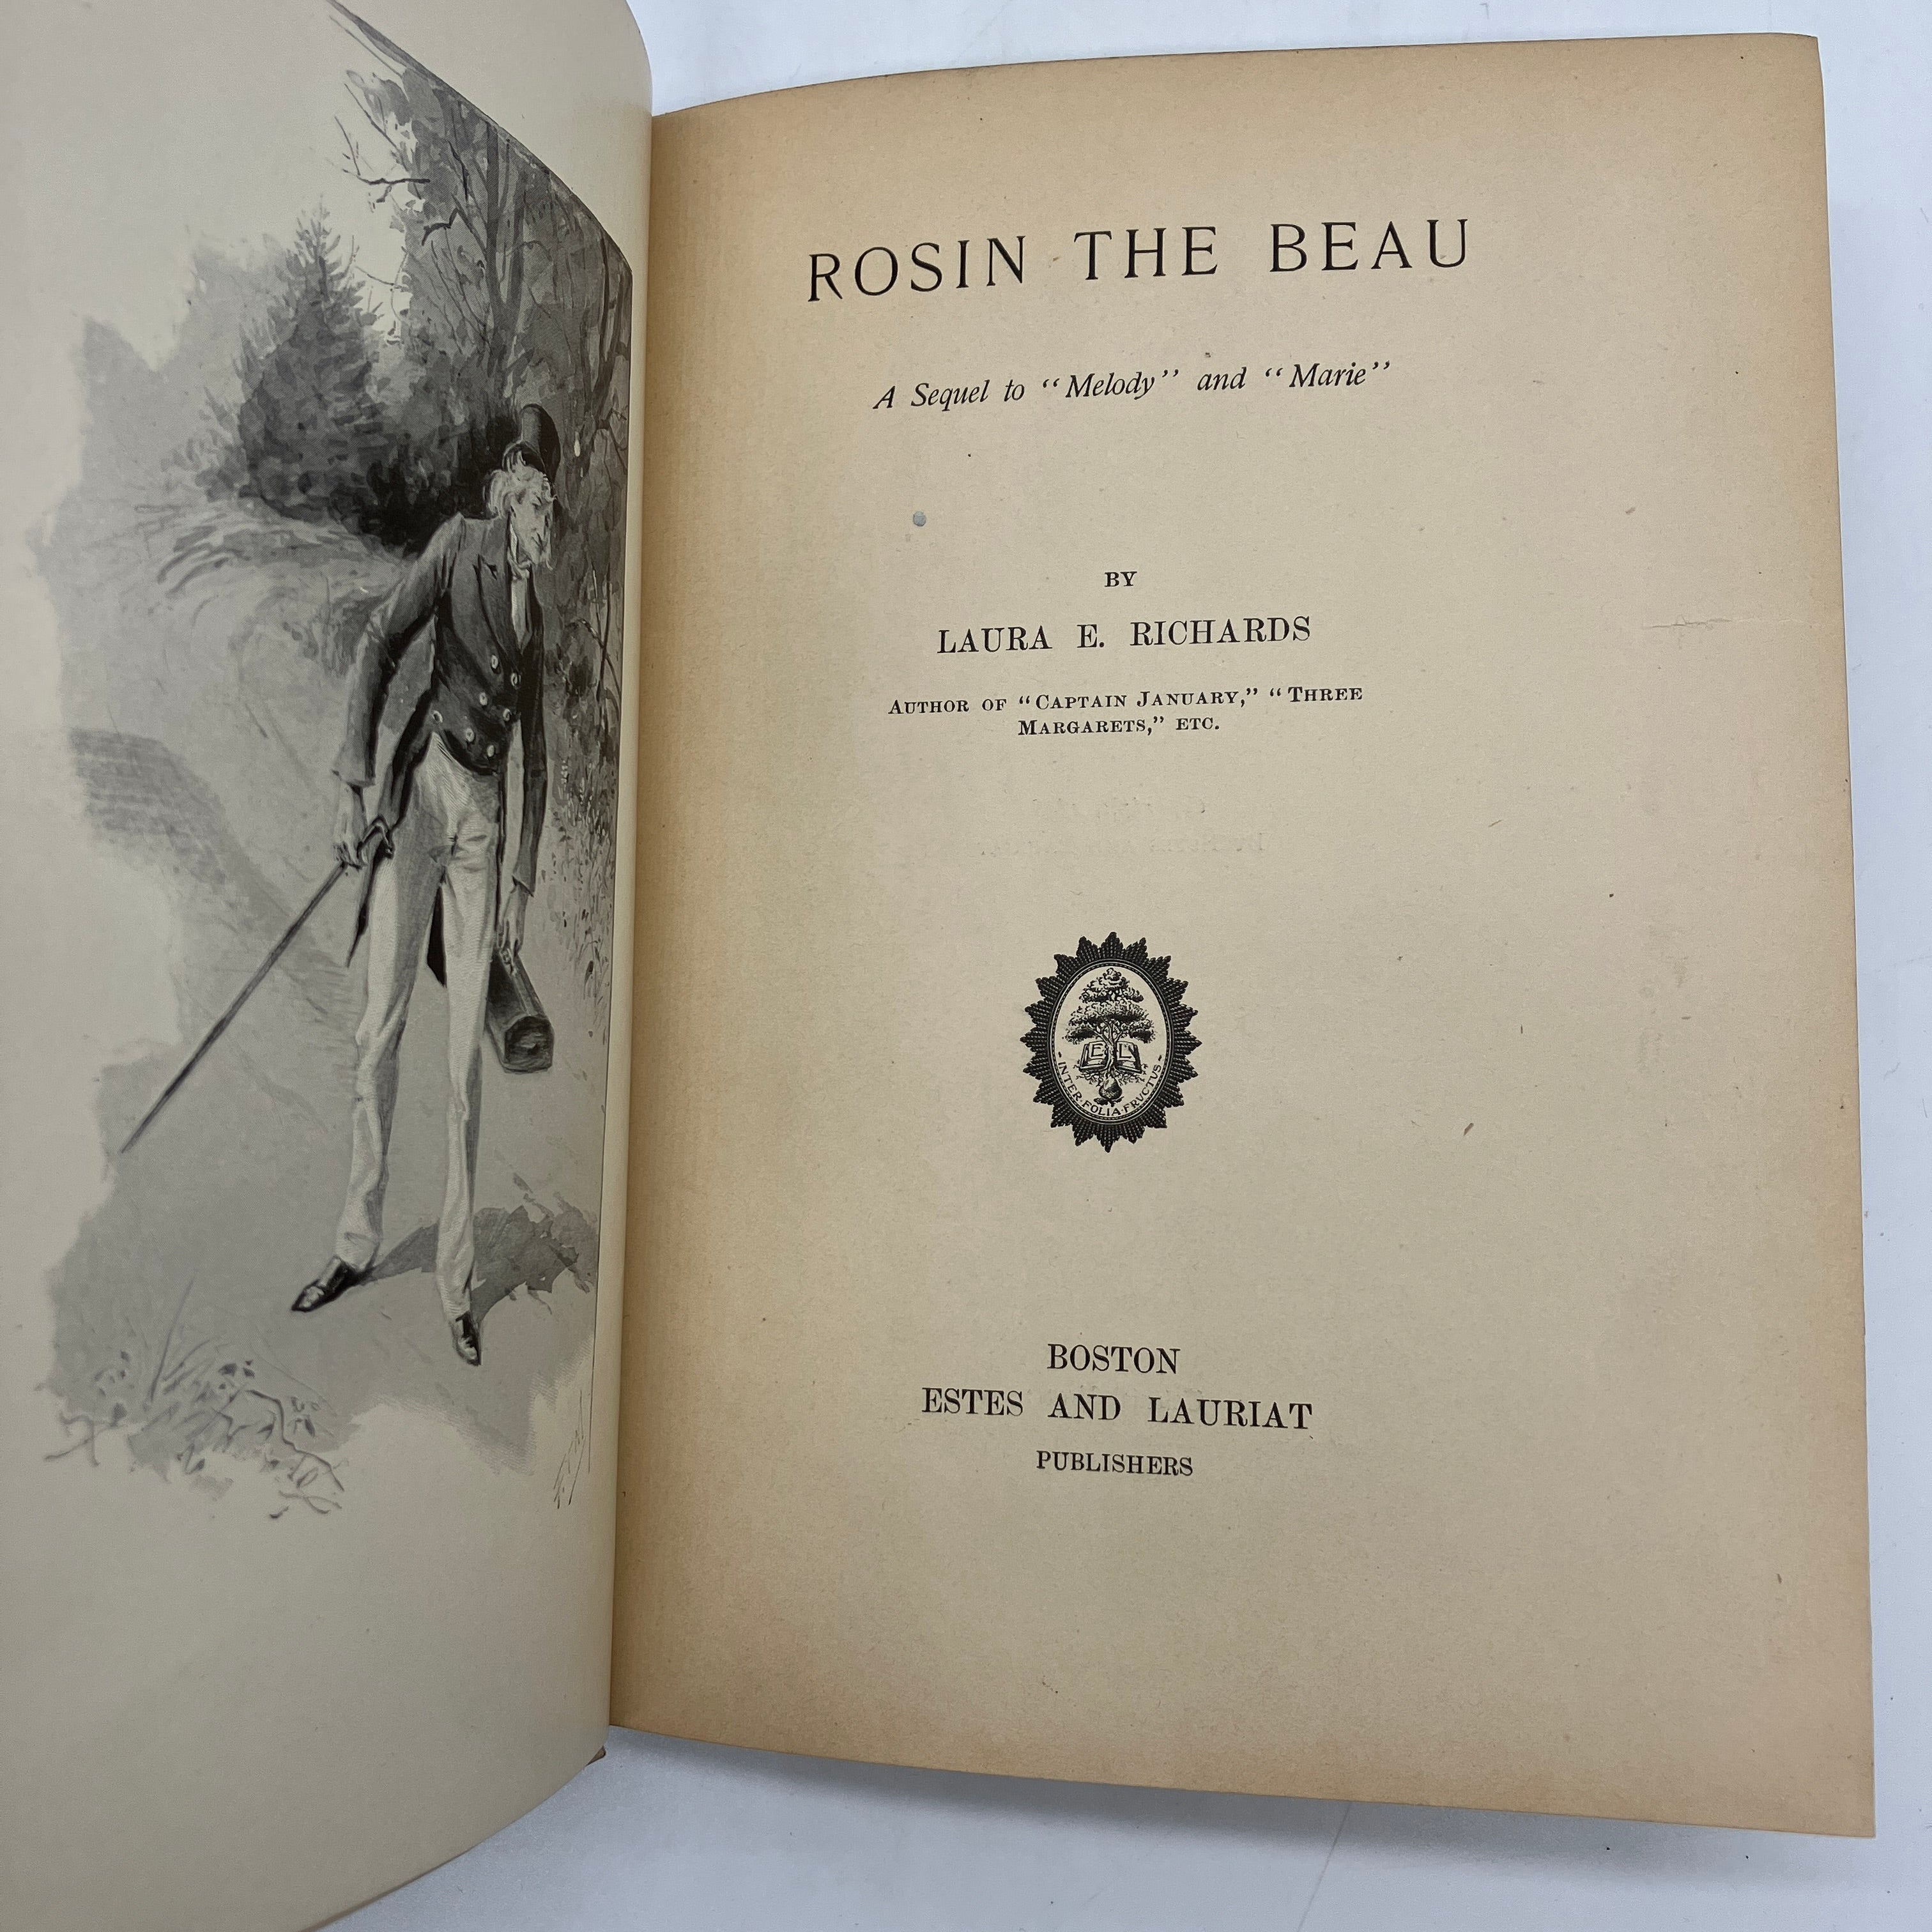 ROSIN THE BEAU
A Sequel to “Melody” and “Marie”
BY
LAURA E. RICHARDS
AUTHOR OF “CAPTAIN JANUARY,” “THREE
MARGARETS,” ETC.
E L
·INTER·FOLIA·FRVCTVS·
BOSTON
ESTES AND LAURIAT
PUBLISHERS